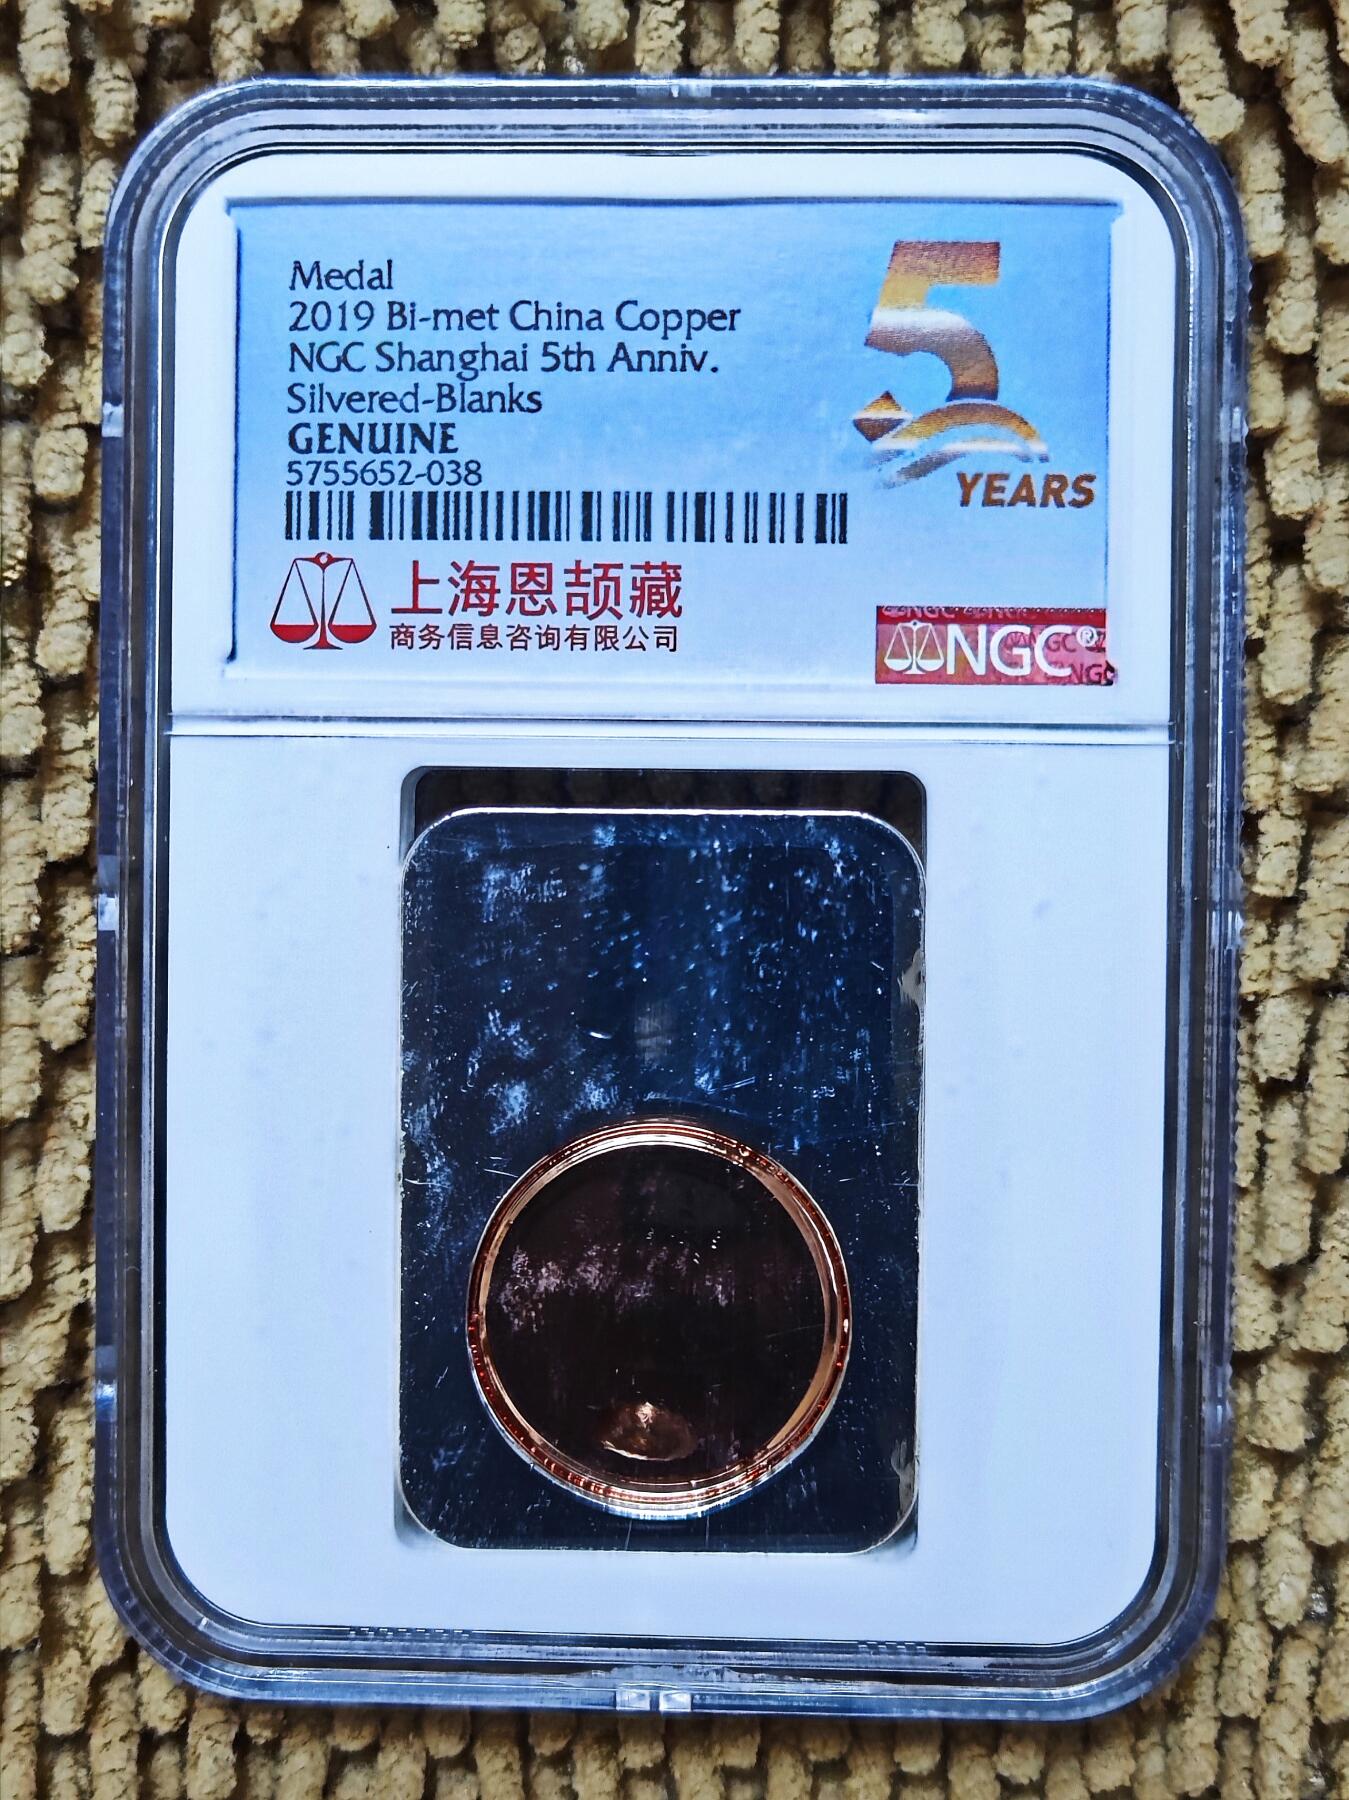 Medal
2019 Bi-met China Copper
NGC Shanghai 5th Anniv.
Silvered-Blanks
GENUINE
5755652-038
5
YEARS
上海恩颉藏
商务信息咨询有限公司
NGC®